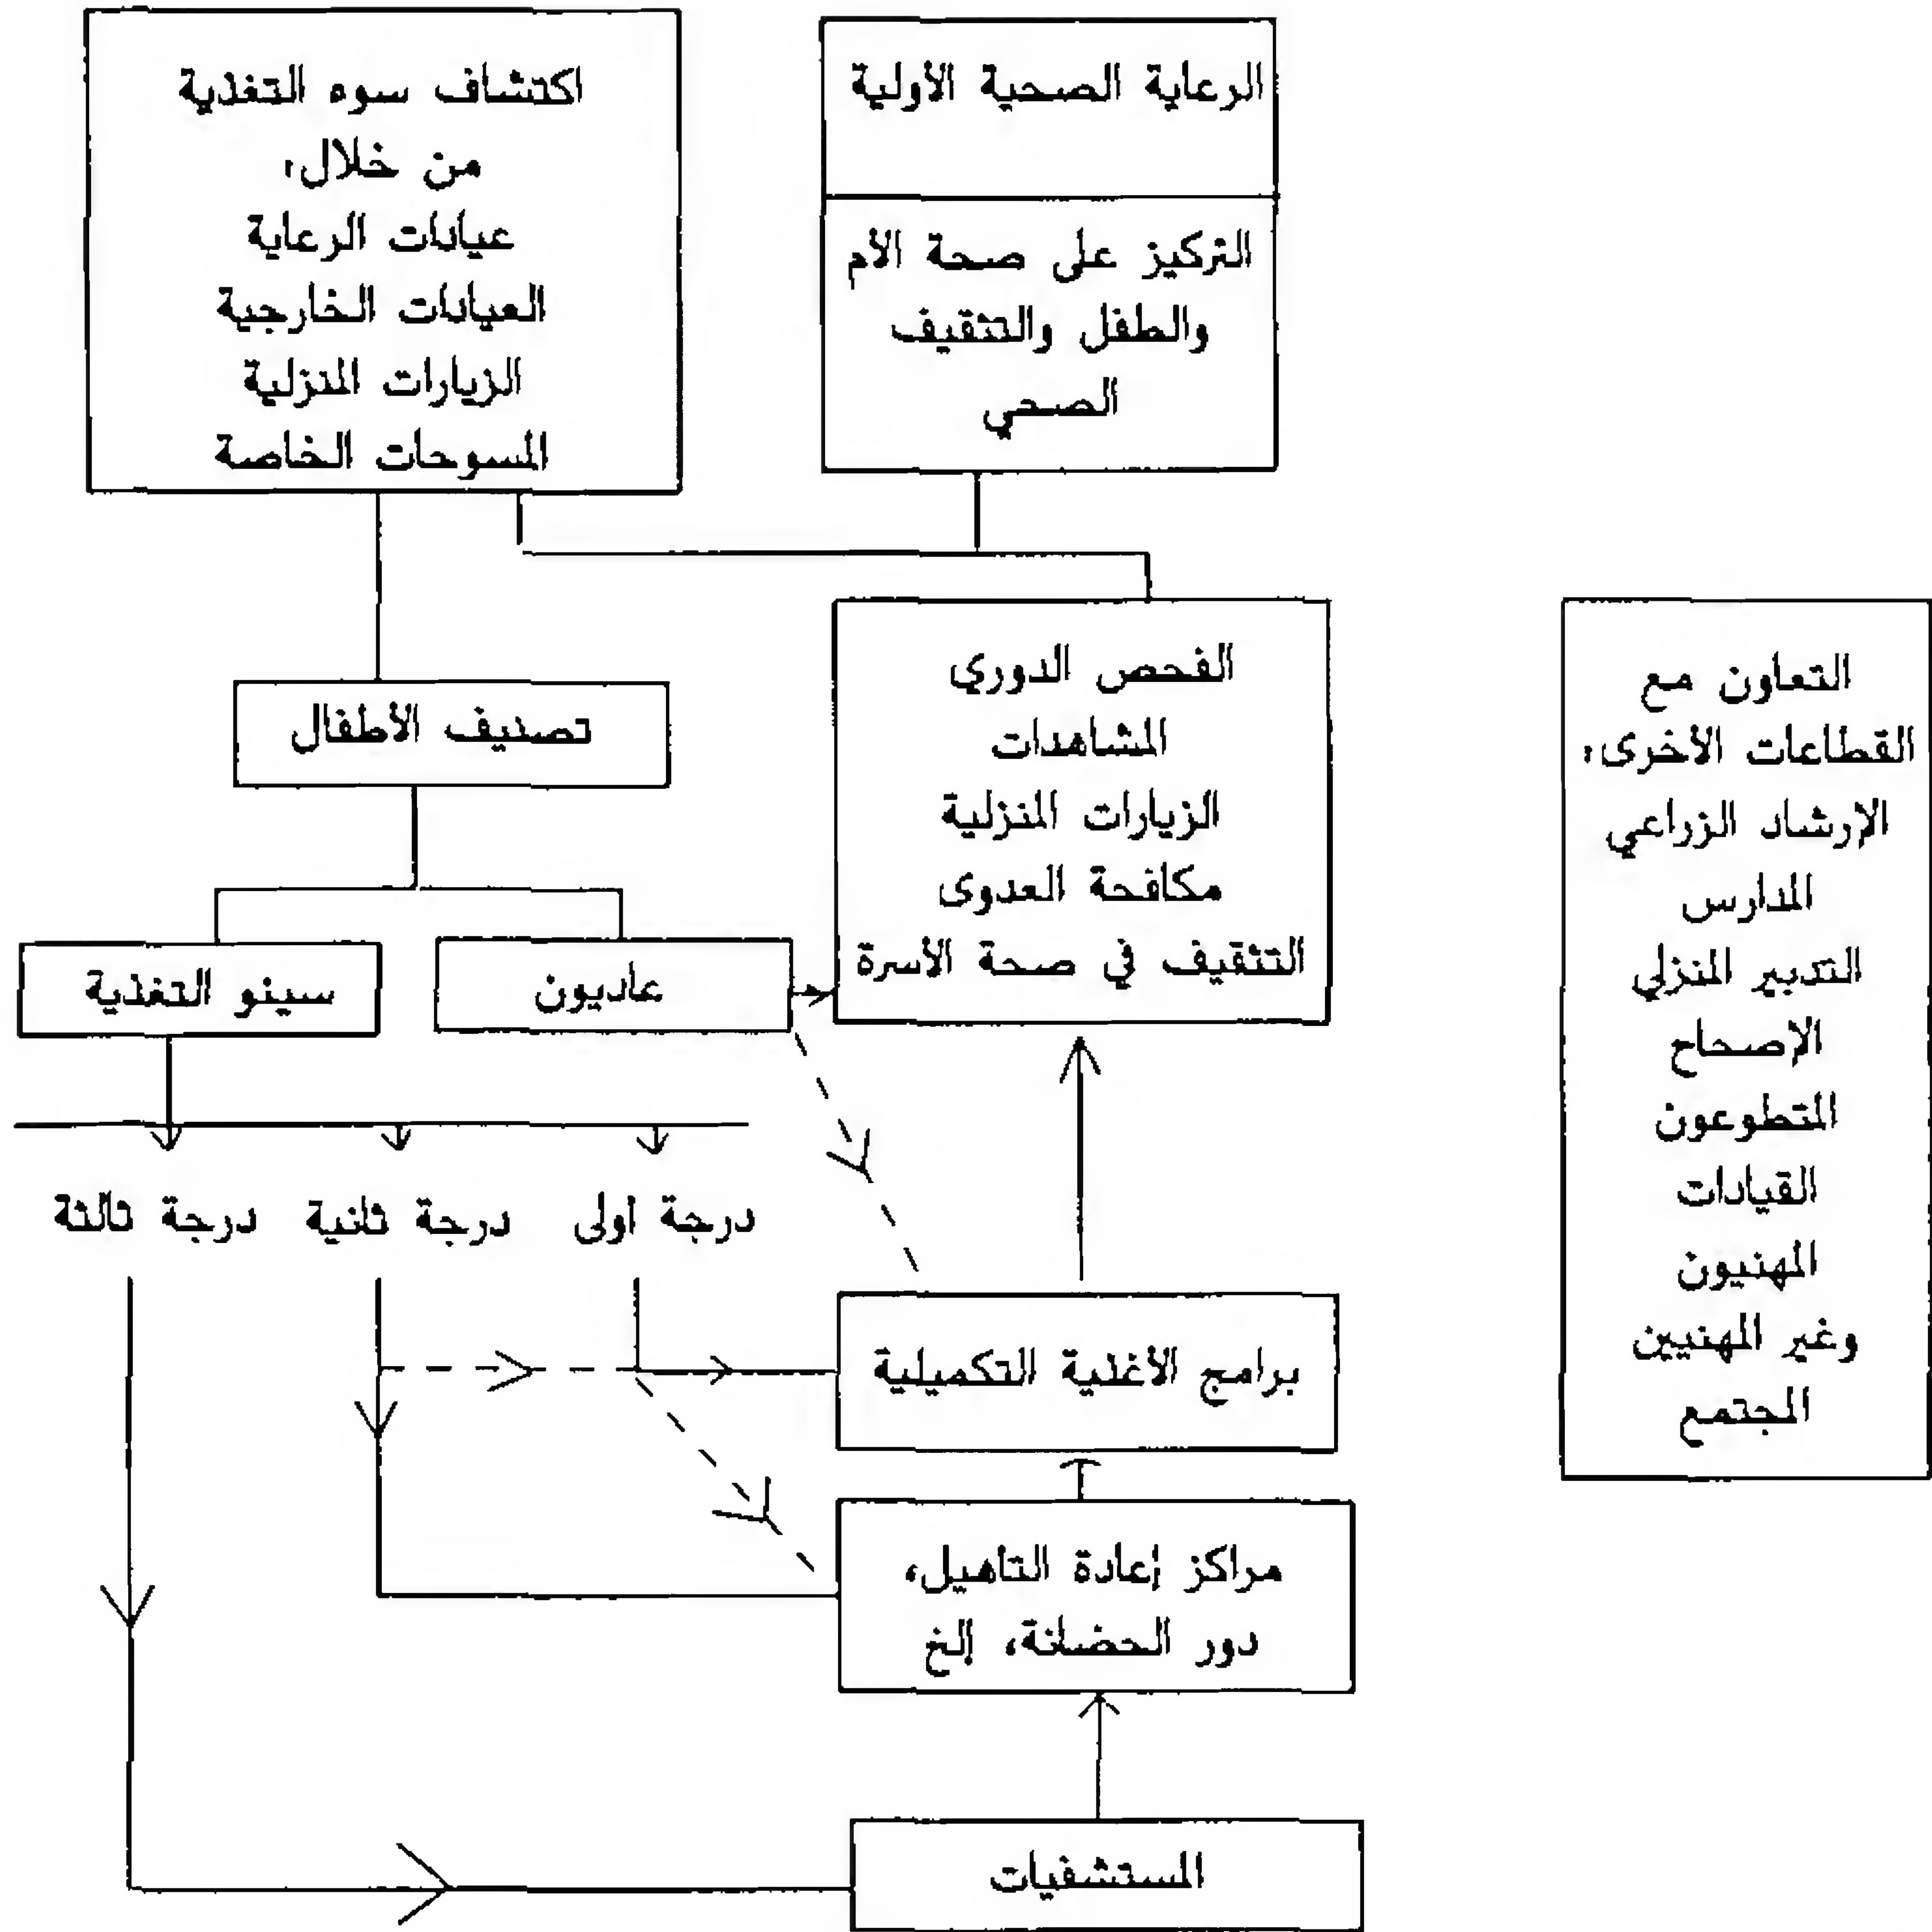 الرعاية الصحية الأولية
التركيز على صحة الأم
والطفل والتثقيف
الصحي
اكتشاف سوء التغذية
من خلال:
عيادات الرعاية
العيادات الخارجية
الزيارات المنزلية
المسوحات الخاصة
التعاون مع
القطاعات الأخرى:
الإرشاد الزراعي
المدارس
التدبير المنزلي
الإصحاح
المتطوعون
القيادات
المهنيون
وغير المهنيين
المجتمع
الفحص الدوري
المشاهدات
الزيارات المنزلية
مكافحة العدوى
التثقيف في صحة الأسرة
تصنيف الأطفال
عاديون
سيئو التغذية
درجة أولى
درجة ثانية
درجة ثالثة
برامج الأغذية التكميلية
مراكز إعادة التأهيل،
دور الحضانة، إلخ
المستشفيات